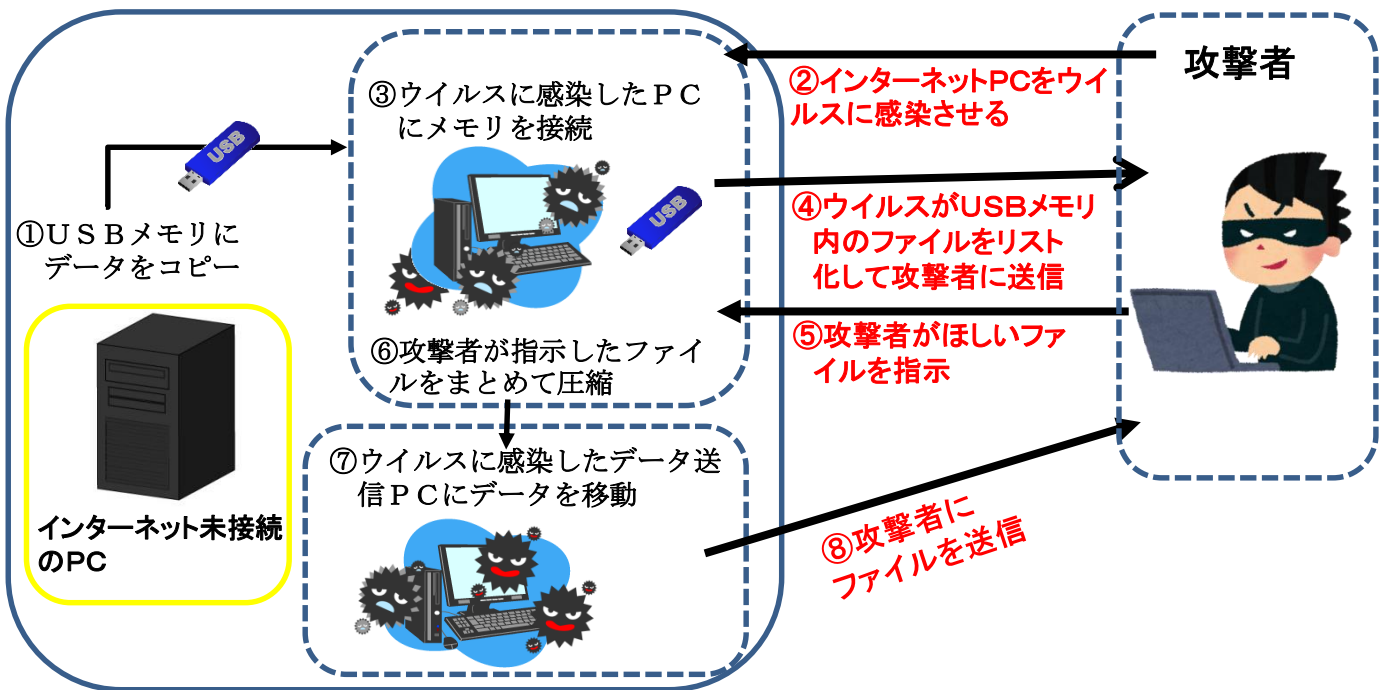 攻撃者
②インターネットPCをウイ
ルスに感染させる
③ウイルスに感染したＰＣ
にメモリを接続
USB
①ＵＳＢメモリに
データをコピー
USB
④ウイルスがUSBメモリ
内のファイルをリスト
化して攻撃者に送信
⑤攻撃者がほしいファ
イルを指示
⑥攻撃者が指示したファイ
ルをまとめて圧縮
⑦ウイルスに感染したデータ送
信ＰＣにデータを移動
インターネット未接続
のPC
⑧攻撃者に
ファイルを送信